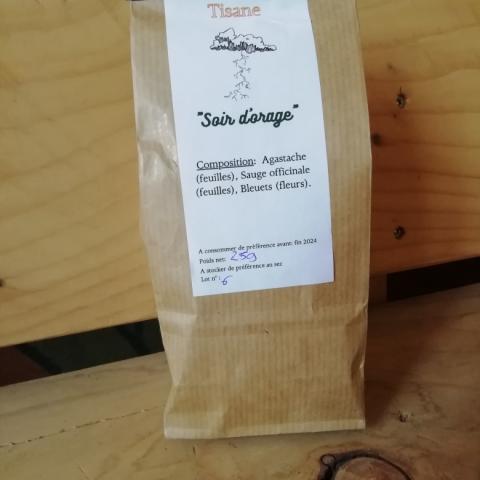 Tisane
"Soir d'orage"
Composition: Agastache
(feuilles), Sauge officinale
(feuilles), Bleuets (fleurs).
A consommer de préférence avant: fin 2024
Poids net: 25g
A stocker de préférence au sec
Lot n°: 6